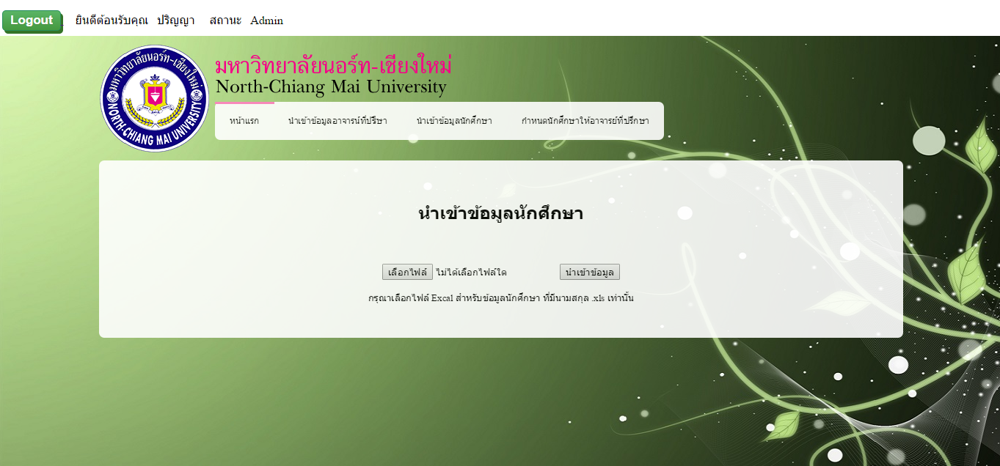 Logout ยินดีต้อนรับคุณ ปริญญา สถานะ Admin
มหาวิทยาลัยนอร์ท-เชียงใหม่
NORTH-CHIANG MAI UNIVERSITY
มหาวิทยาลัยนอร์ท-เชียงใหม่
North-Chiang Mai University
หน้าแรก นำเข้าข้อมูลอาจารน์ที่ปรึษา นำเข้าข้อมูลนักศึกษา กำหนดนักศึกษาให้อาจารย์ที่ปรึกษา
นำเข้าข้อมูลนักศึกษา
เลือกไฟล์ ไม่ได้เลือกไฟล์ใด นำเข้าข้อมูล
กรุณาเลือกไฟล์ Excal สำหรับข้อมูลนักศึกษา ที่มีนามสกุล .xls เท่านั้น